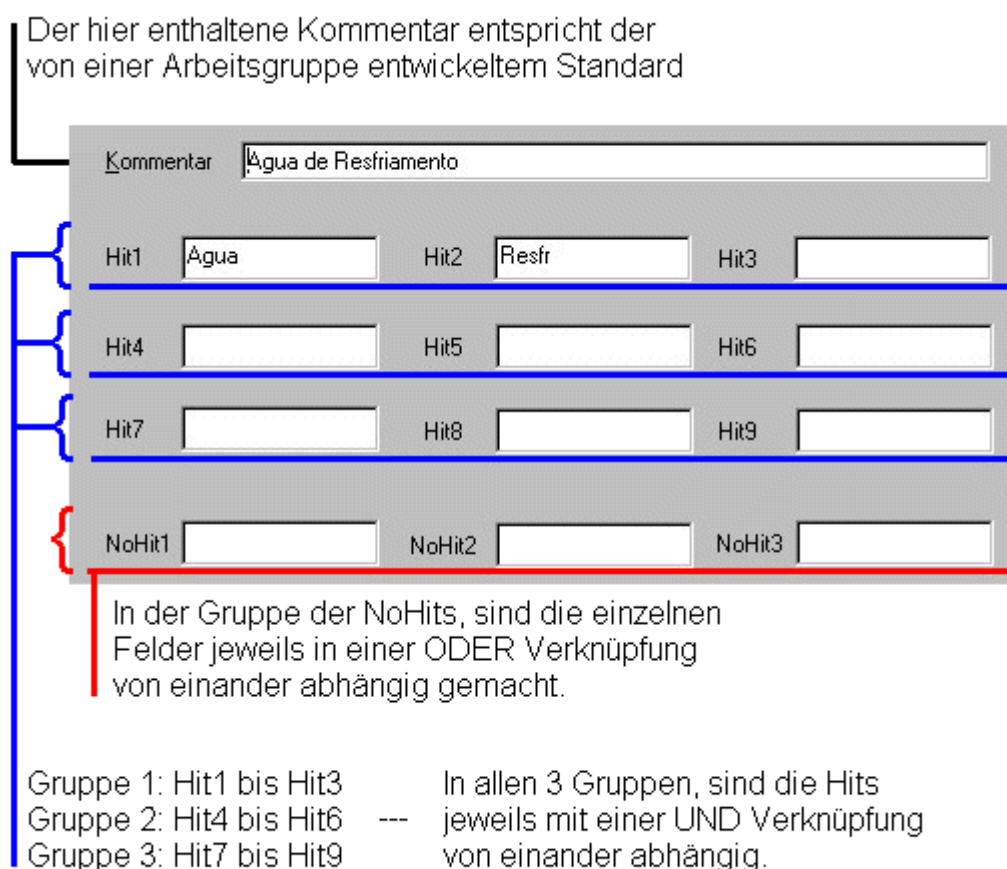 Der hier enthaltene Kommentar entspricht der
von einer Arbeitsgruppe entwickeltem Standard
Kommentar Agua de Resfriamento
Hit1 Agua Hit2 Resfr Hit3
Hit4 Hit5 Hit6
Hit7 Hit8 Hit9
NoHit1 NoHit2 NoHit3
In der Gruppe der NoHits, sind die einzelnen
Felder jeweils in einer ODER Verknüpfung
von einander abhängig gemacht.
Gruppe 1: Hit1 bis Hit3 In allen 3 Gruppen, sind die Hits
Gruppe 2: Hit4 bis Hit6 --- jeweils mit einer UND Verknüpfung
Gruppe 3: Hit7 bis Hit9 von einander abhängig.